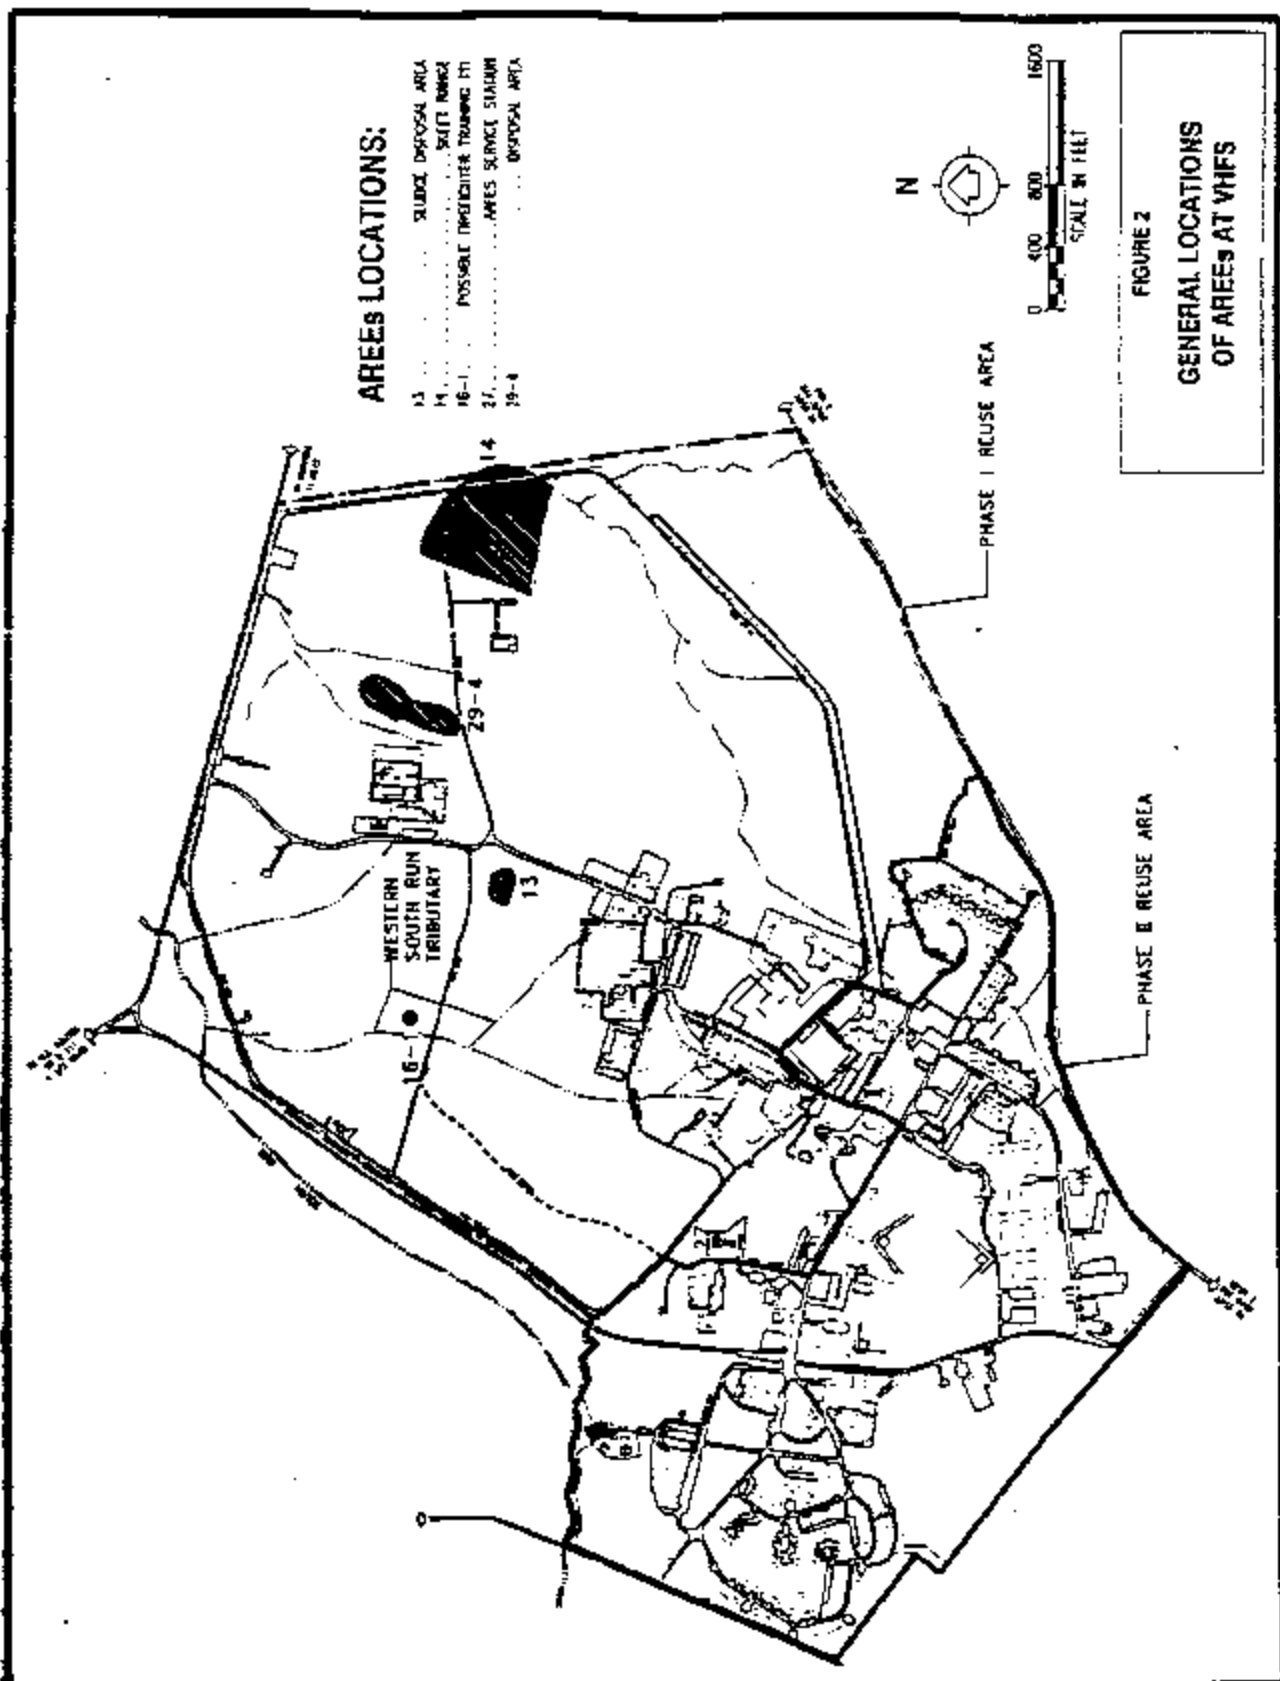 AREEs LOCATIONS:
13 . . . . . SLUDGE DISPOSAL AREA
14 . . . . . . . . . . SKEET RANGE
16-1 . . POSSIBLE FIREFIGHTER TRAINING PIT
27 . . . . . . . . . AAFES SERVICE STATION
29-4 . . . DISPOSAL AREA
14
29-4
WESTERN
SOUTH RUN
TRIBUTARY
13
16-
2
N
0 400 800 1600
SCALE IN FEET
PHASE I REUSE AREA
PHASE II REUSE AREA
FIGURE 2
GENERAL LOCATIONS
OF AREEs AT VHFS